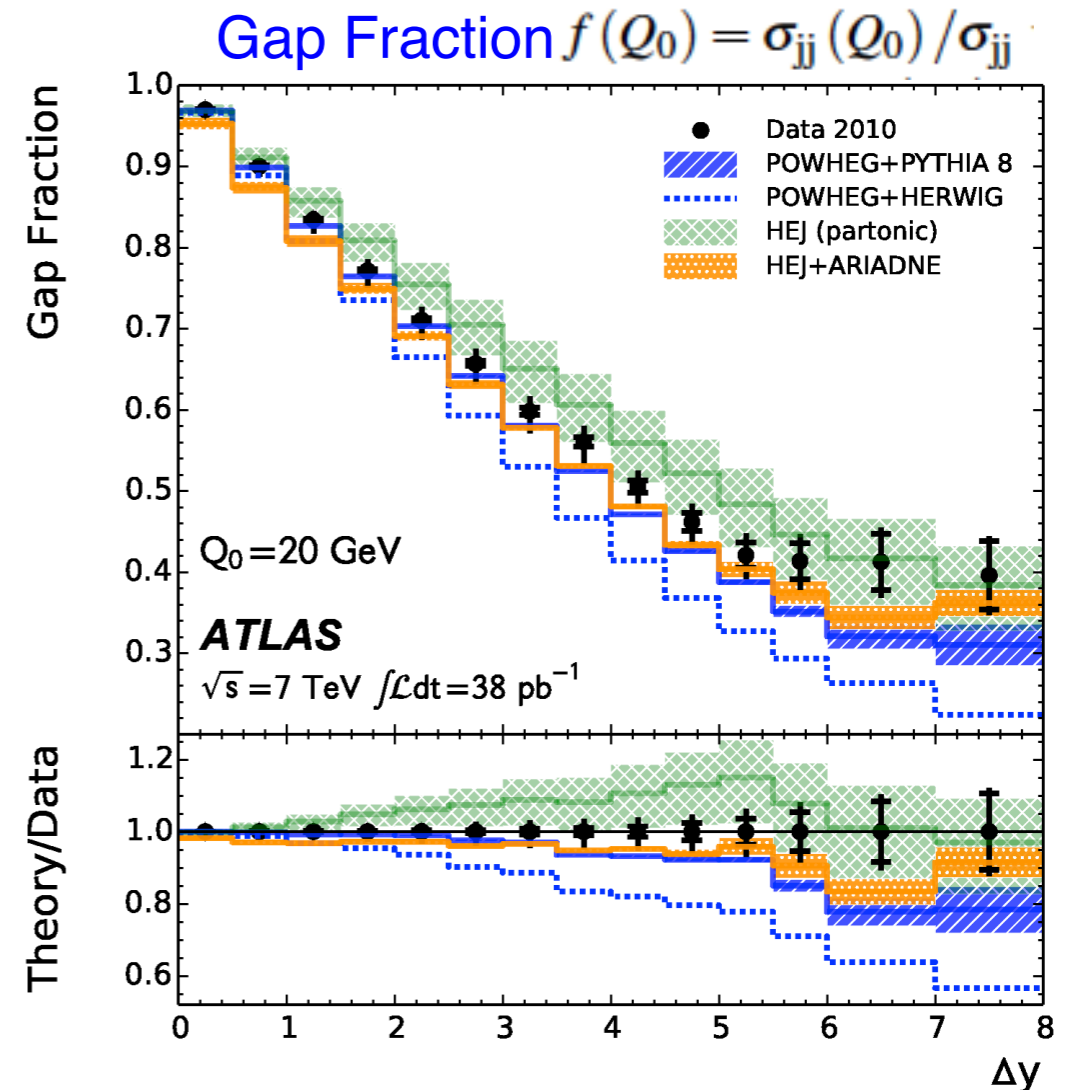 Gap Fraction f (Q₀) = σ_jj (Q₀) / σ_jj
Gap Fraction
1.0
0.9
0.8
0.7
0.6
0.5
0.4
0.3
Data 2010
POWHEG+PYTHIA 8
POWHEG+HERWIG
HEJ (partonic)
HEJ+ARIADNE
Q₀ = 20 GeV
ATLAS
√s = 7 TeV ∫ℒdt = 38 pb⁻¹
Theory/Data
1.2
1.0
0.8
0.6
0 1 2 3 4 5 6 7 8
Δy